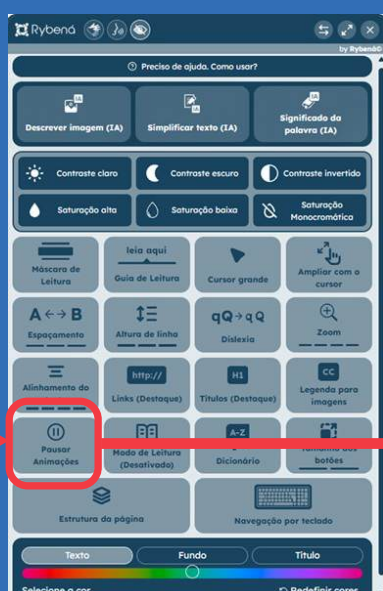 Rybená
by Rybená©
Preciso de ajuda. Como usar?
IA
Descrever imagem (IA)
IA
Simplificar texto (IA)
IA
Significado da
palavra (IA)
Contraste claro
Contraste escuro
Contraste invertido
Saturação alta
Saturação baixa
Saturação
Monocromática
Máscara de
Leitura
leia aqui
Guia de Leitura
Cursor grande
Ampliar com o
cursor
A ↔ B
Espaçamento
Altura de linha
qQ→qQ
Dislexia
Zoom
Alinhamento do
http://
Links (Destaque)
H1
Títulos (Destaque)
CC
Legenda para
imagens
Pausar
Animações
Modo de Leitura
(Desativado)
A-Z
Dicionário
Tamanho dos
botões
Estrutura da página
Navegação por teclado
Texto
Fundo
Título
Selecione a cor
Redefinir cores